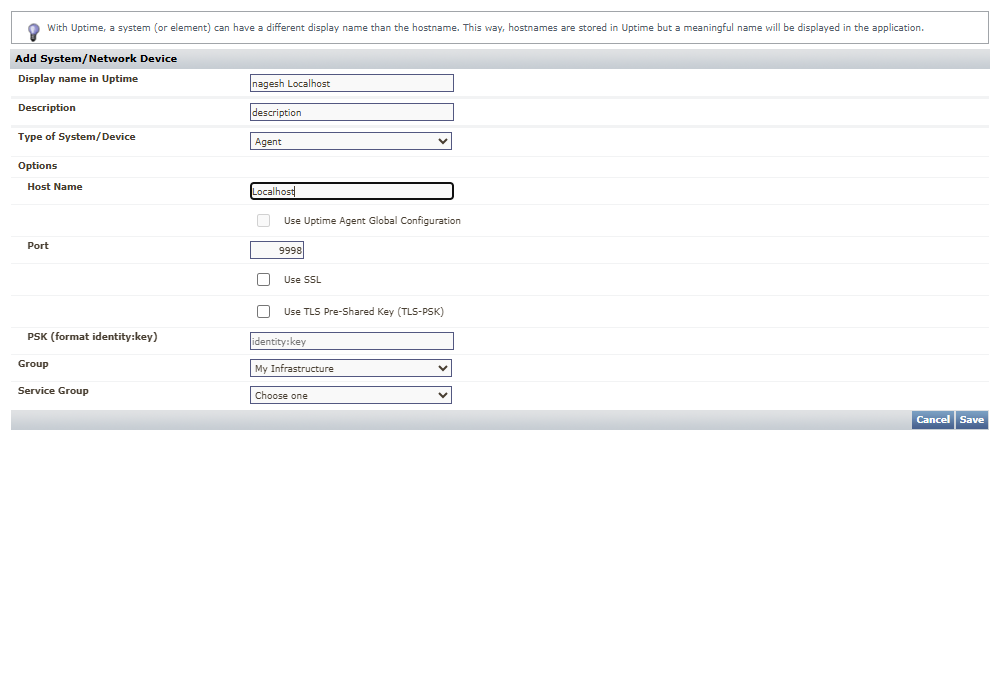 With Uptime, a system (or element) can have a different display name than the hostname. This way, hostnames are stored in Uptime but a meaningful name will be displayed in the application.
Add System/Network Device
Display name in Uptime
nagesh Localhost
Description
description
Type of System/Device
Agent
Options
Host Name
Localhost
Use Uptime Agent Global Configuration
Port
9998
Use SSL
Use TLS Pre-Shared Key (TLS-PSK)
PSK (format identity:key)
identity:key
Group
My Infrastructure
Service Group
Choose one
Cancel Save